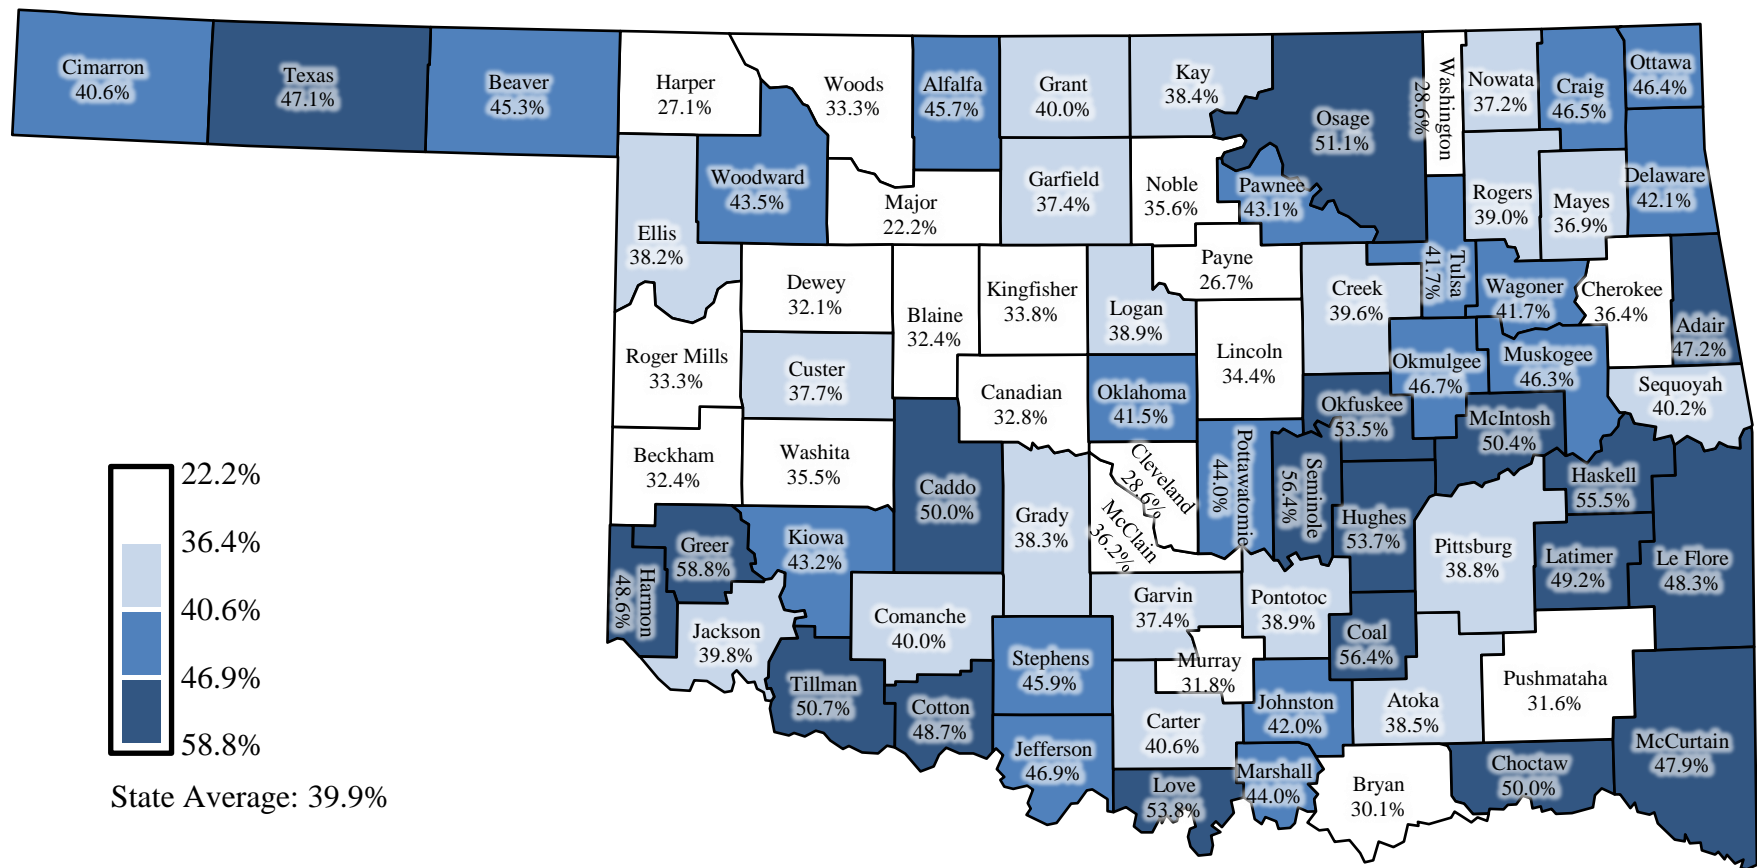 Cimarron
40.6%
Texas
47.1%
Beaver
45.3%
Harper
27.1%
Woods
33.3%
Alfalfa
45.7%
Grant
40.0%
Kay
38.4%
Osage
51.1%
Washington
28.6%
Nowata
37.2%
Craig
46.5%
Ottawa
46.4%
Woodward
43.5%
Major
22.2%
Garfield
37.4%
Noble
35.6%
Pawnee
43.1%
Rogers
39.0%
Mayes
36.9%
Delaware
42.1%
Ellis
38.2%
Dewey
32.1%
Blaine
32.4%
Kingfisher
33.8%
Logan
38.9%
Payne
26.7%
Creek
39.6%
Tulsa
41.7%
Wagoner
41.7%
Cherokee
36.4%
Adair
47.2%
Roger Mills
33.3%
Custer
37.7%
Canadian
32.8%
Oklahoma
41.5%
Lincoln
34.4%
Okmulgee
46.7%
Muskogee
46.3%
Sequoyah
40.2%
Okfuskee
53.5%
McIntosh
50.4%
Beckham
32.4%
Washita
35.5%
Caddo
50.0%
Grady
38.3%
Cleveland
28.6%
McClain
36.2%
Pottawatomie
44.0%
Seminole
56.4%
Hughes
53.7%
Haskell
55.5%
Pittsburg
38.8%
Latimer
49.2%
Le Flore
48.3%
Greer
58.8%
Kiowa
43.2%
Harmon
48.6%
Jackson
39.8%
Comanche
40.0%
Garvin
37.4%
Pontotoc
38.9%
Coal
56.4%
Stephens
45.9%
Murray
31.8%
Tillman
50.7%
Cotton
48.7%
Johnston
42.0%
Atoka
38.5%
Pushmataha
31.6%
Carter
40.6%
Jefferson
46.9%
Love
53.8%
Marshall
44.0%
Bryan
30.1%
Choctaw
50.0%
McCurtain
47.9%
22.2%
36.4%
40.6%
46.9%
58.8%
State Average: 39.9%